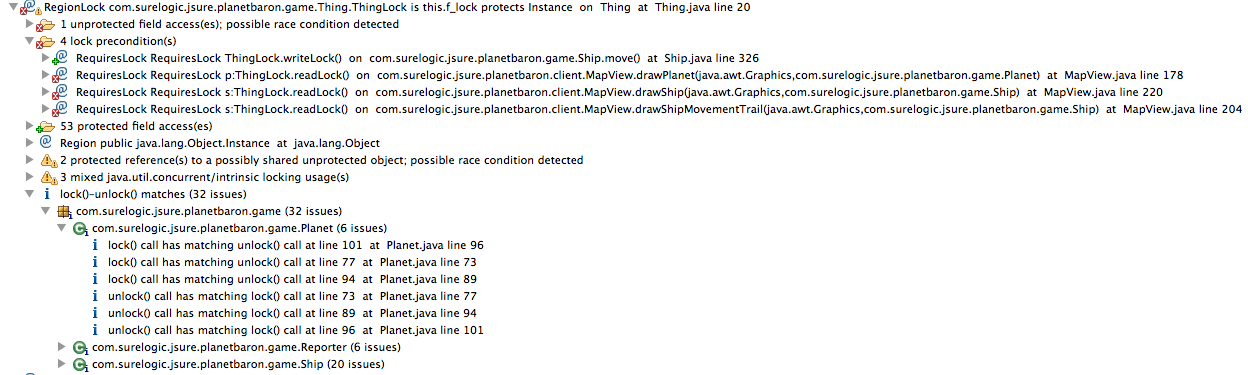 RegionLock com.surelogic.jsure.planetbaron.game.Thing.ThingLock is this.f_lock protects Instance on Thing at Thing.java line 20
1 unprotected field access(es); possible race condition detected
4 lock precondition(s)
RequiresLock RequiresLock ThingLock.writeLock() on com.surelogic.jsure.planetbaron.game.Ship.move() at Ship.java line 326
RequiresLock RequiresLock p:ThingLock.readLock() on com.surelogic.jsure.planetbaron.client.MapView.drawPlanet(java.awt.Graphics,com.surelogic.jsure.planetbaron.game.Planet) at MapView.java line 178
RequiresLock RequiresLock s:ThingLock.readLock() on com.surelogic.jsure.planetbaron.client.MapView.drawShip(java.awt.Graphics,com.surelogic.jsure.planetbaron.game.Ship) at MapView.java line 220
RequiresLock RequiresLock s:ThingLock.readLock() on com.surelogic.jsure.planetbaron.client.MapView.drawShipMovementTrail(java.awt.Graphics,com.surelogic.jsure.planetbaron.game.Ship) at MapView.java line 204
53 protected field access(es)
Region public java.lang.Object.Instance at java.lang.Object
2 protected reference(s) to a possibly shared unprotected object; possible race condition detected
3 mixed java.util.concurrent/intrinsic locking usage(s)
lock()-unlock() matches (32 issues)
com.surelogic.jsure.planetbaron.game (32 issues)
com.surelogic.jsure.planetbaron.game.Planet (6 issues)
lock() call has matching unlock() call at line 101 at Planet.java line 96
lock() call has matching unlock() call at line 77 at Planet.java line 73
lock() call has matching unlock() call at line 94 at Planet.java line 89
unlock() call has matching lock() call at line 73 at Planet.java line 77
unlock() call has matching lock() call at line 89 at Planet.java line 94
unlock() call has matching lock() call at line 96 at Planet.java line 101
com.surelogic.jsure.planetbaron.game.Reporter (6 issues)
com.surelogic.jsure.planetbaron.game.Ship (20 issues)